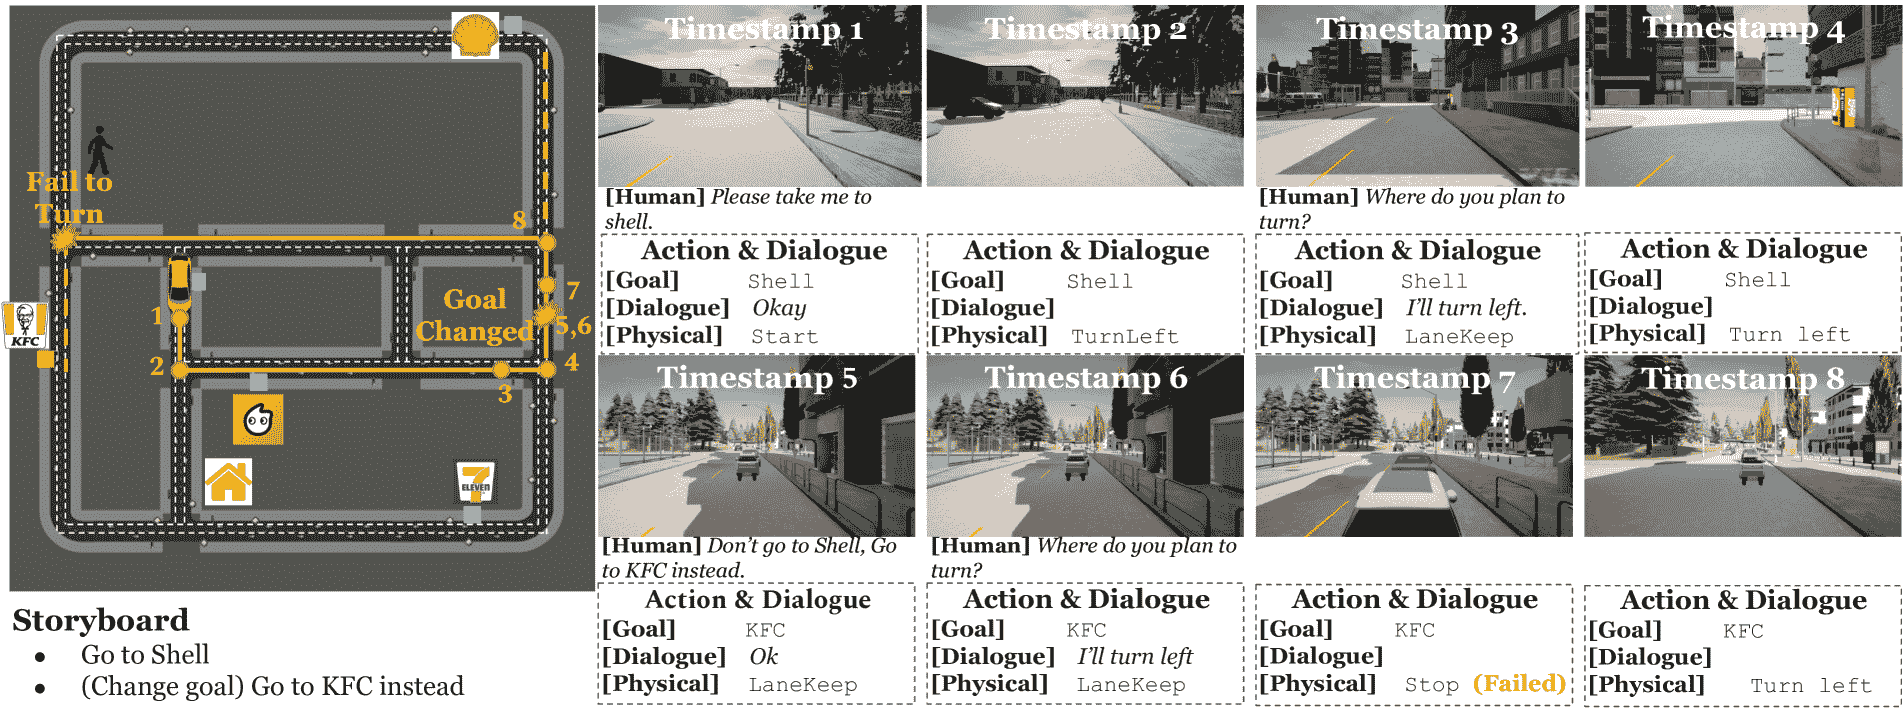 Fail to
Turn
KFC
Goal
Changed
1
2
3
4
5,6
7
8
7
ELEVEN
Storyboard
● Go to Shell
● (Change goal) Go to KFC instead
Timestamp 1
[Human] Please take me to
shell.
Action & Dialogue
[Goal] Shell
[Dialogue] Okay
[Physical] Start
Timestamp 2
Action & Dialogue
[Goal] Shell
[Dialogue]
[Physical] TurnLeft
Timestamp 3
[Human] Where do you plan to
turn?
Action & Dialogue
[Goal] Shell
[Dialogue] I'll turn left.
[Physical] LaneKeep
Timestamp 4
Action & Dialogue
[Goal] Shell
[Dialogue]
[Physical] Turn left
Timestamp 5
[Human] Don't go to Shell, Go
to KFC instead.
Action & Dialogue
[Goal] KFC
[Dialogue] Ok
[Physical] LaneKeep
Timestamp 6
[Human] Where do you plan to
turn?
Action & Dialogue
[Goal] KFC
[Dialogue] I'll turn left
[Physical] LaneKeep
Timestamp 7
Action & Dialogue
[Goal] KFC
[Dialogue]
[Physical] Stop (Failed)
Timestamp 8
Action & Dialogue
[Goal] KFC
[Dialogue]
[Physical] Turn left